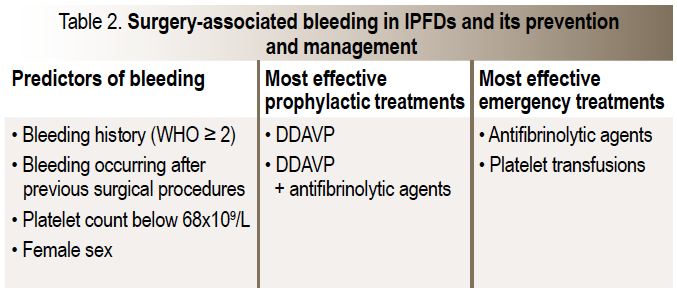 Table 2. Surgery-associated bleeding in IPFDs and its prevention
and management
Predictors of bleeding
• Bleeding history (WHO ≥ 2)
• Bleeding occurring after
previous surgical procedures
• Platelet count below 68x10⁹/L
• Female sex
Most effective
prophylactic treatments
• DDAVP
• DDAVP
+ antifibrinolytic agents
Most effective
emergency treatments
• Antifibrinolytic agents
• Platelet transfusions